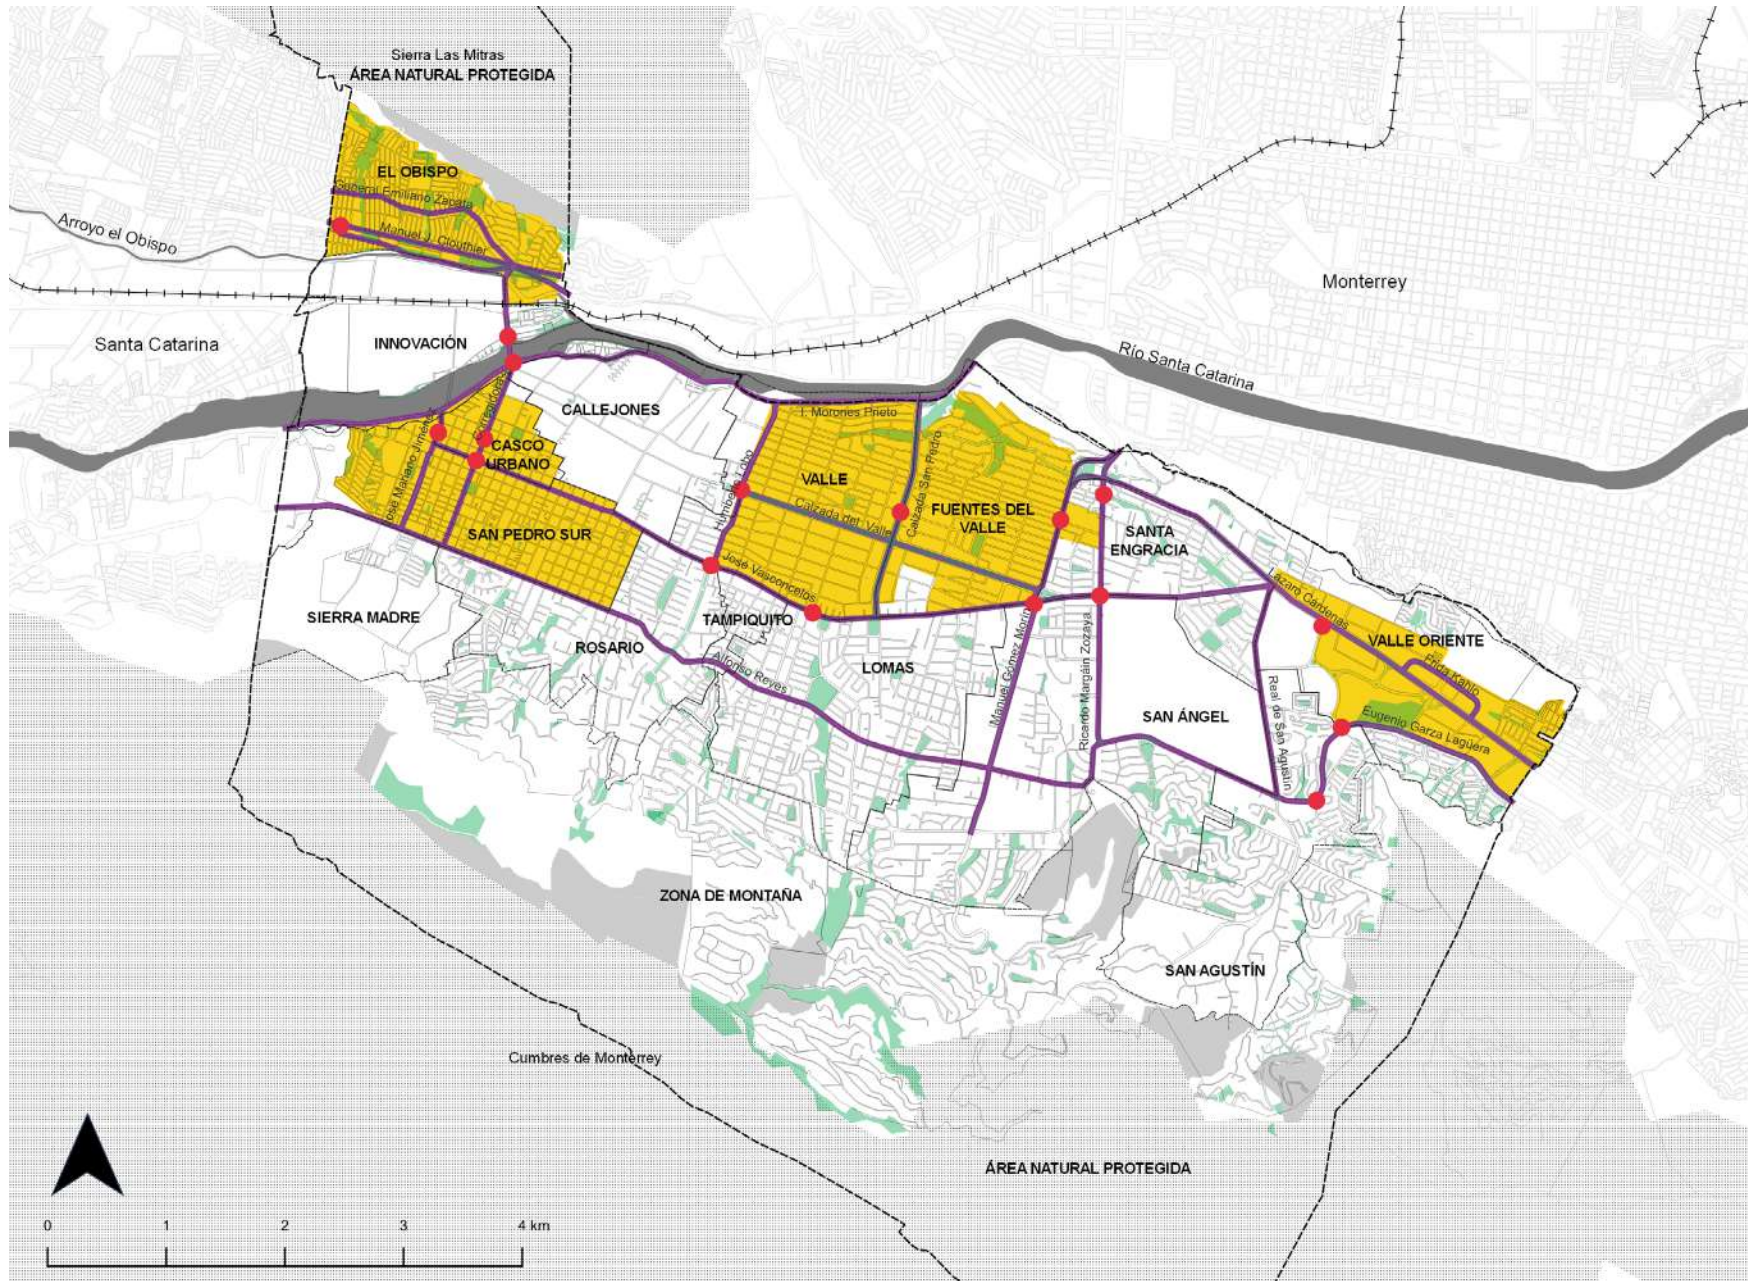 Sierra Las Mitras
ÁREA NATURAL PROTEGIDA
EL OBISPO
General Emiliano Zapata
Manuel J. Clouthier
Arroyo el Obispo
Monterrey
Santa Catarina
INNOVACIÓN
Río Santa Catarina
CALLEJONES
I. Morones Prieto
José Mariano Jiménez
CASCO
URBANO
Humberto Lobo
VALLE
Calzada del Valle
Calzada San Pedro
FUENTES DEL
VALLE
SAN PEDRO SUR
SANTA
ENGRACIA
José Vasconcelos
Lázaro Cárdenas
SIERRA MADRE
TAMPIQUITO
ROSARIO
Alfonso Reyes
LOMAS
Manuel Gómez Morín
Ricardo Margáin Zozaya
VALLE ORIENTE
Frida Kahlo
SAN ÁNGEL
Real de San Agustín
Eugenio Garza Lagüera
ZONA DE MONTAÑA
SAN AGUSTÍN
Cumbres de Monterrey
ÁREA NATURAL PROTEGIDA
0 1 2 3 4 km